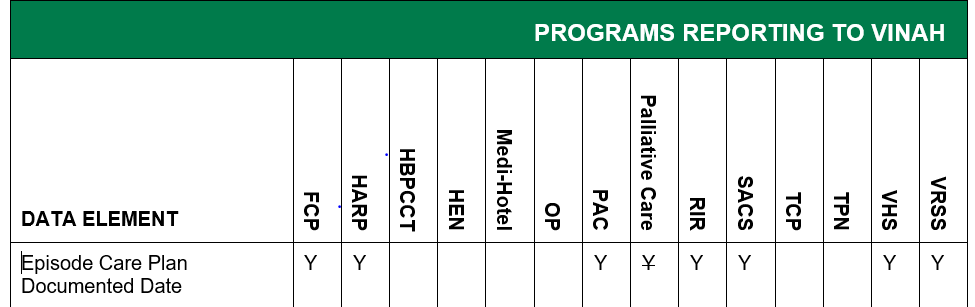 PROGRAMS REPORTING TO VINAH
DATA ELEMENT FCP HARP HBPCCT HEN Medi-Hotel OP PAC Palliative Care RIR SACS TCP TPN VHS VRSS
Episode Care Plan Y Y Y Y Y Y Y Y
Documented Date